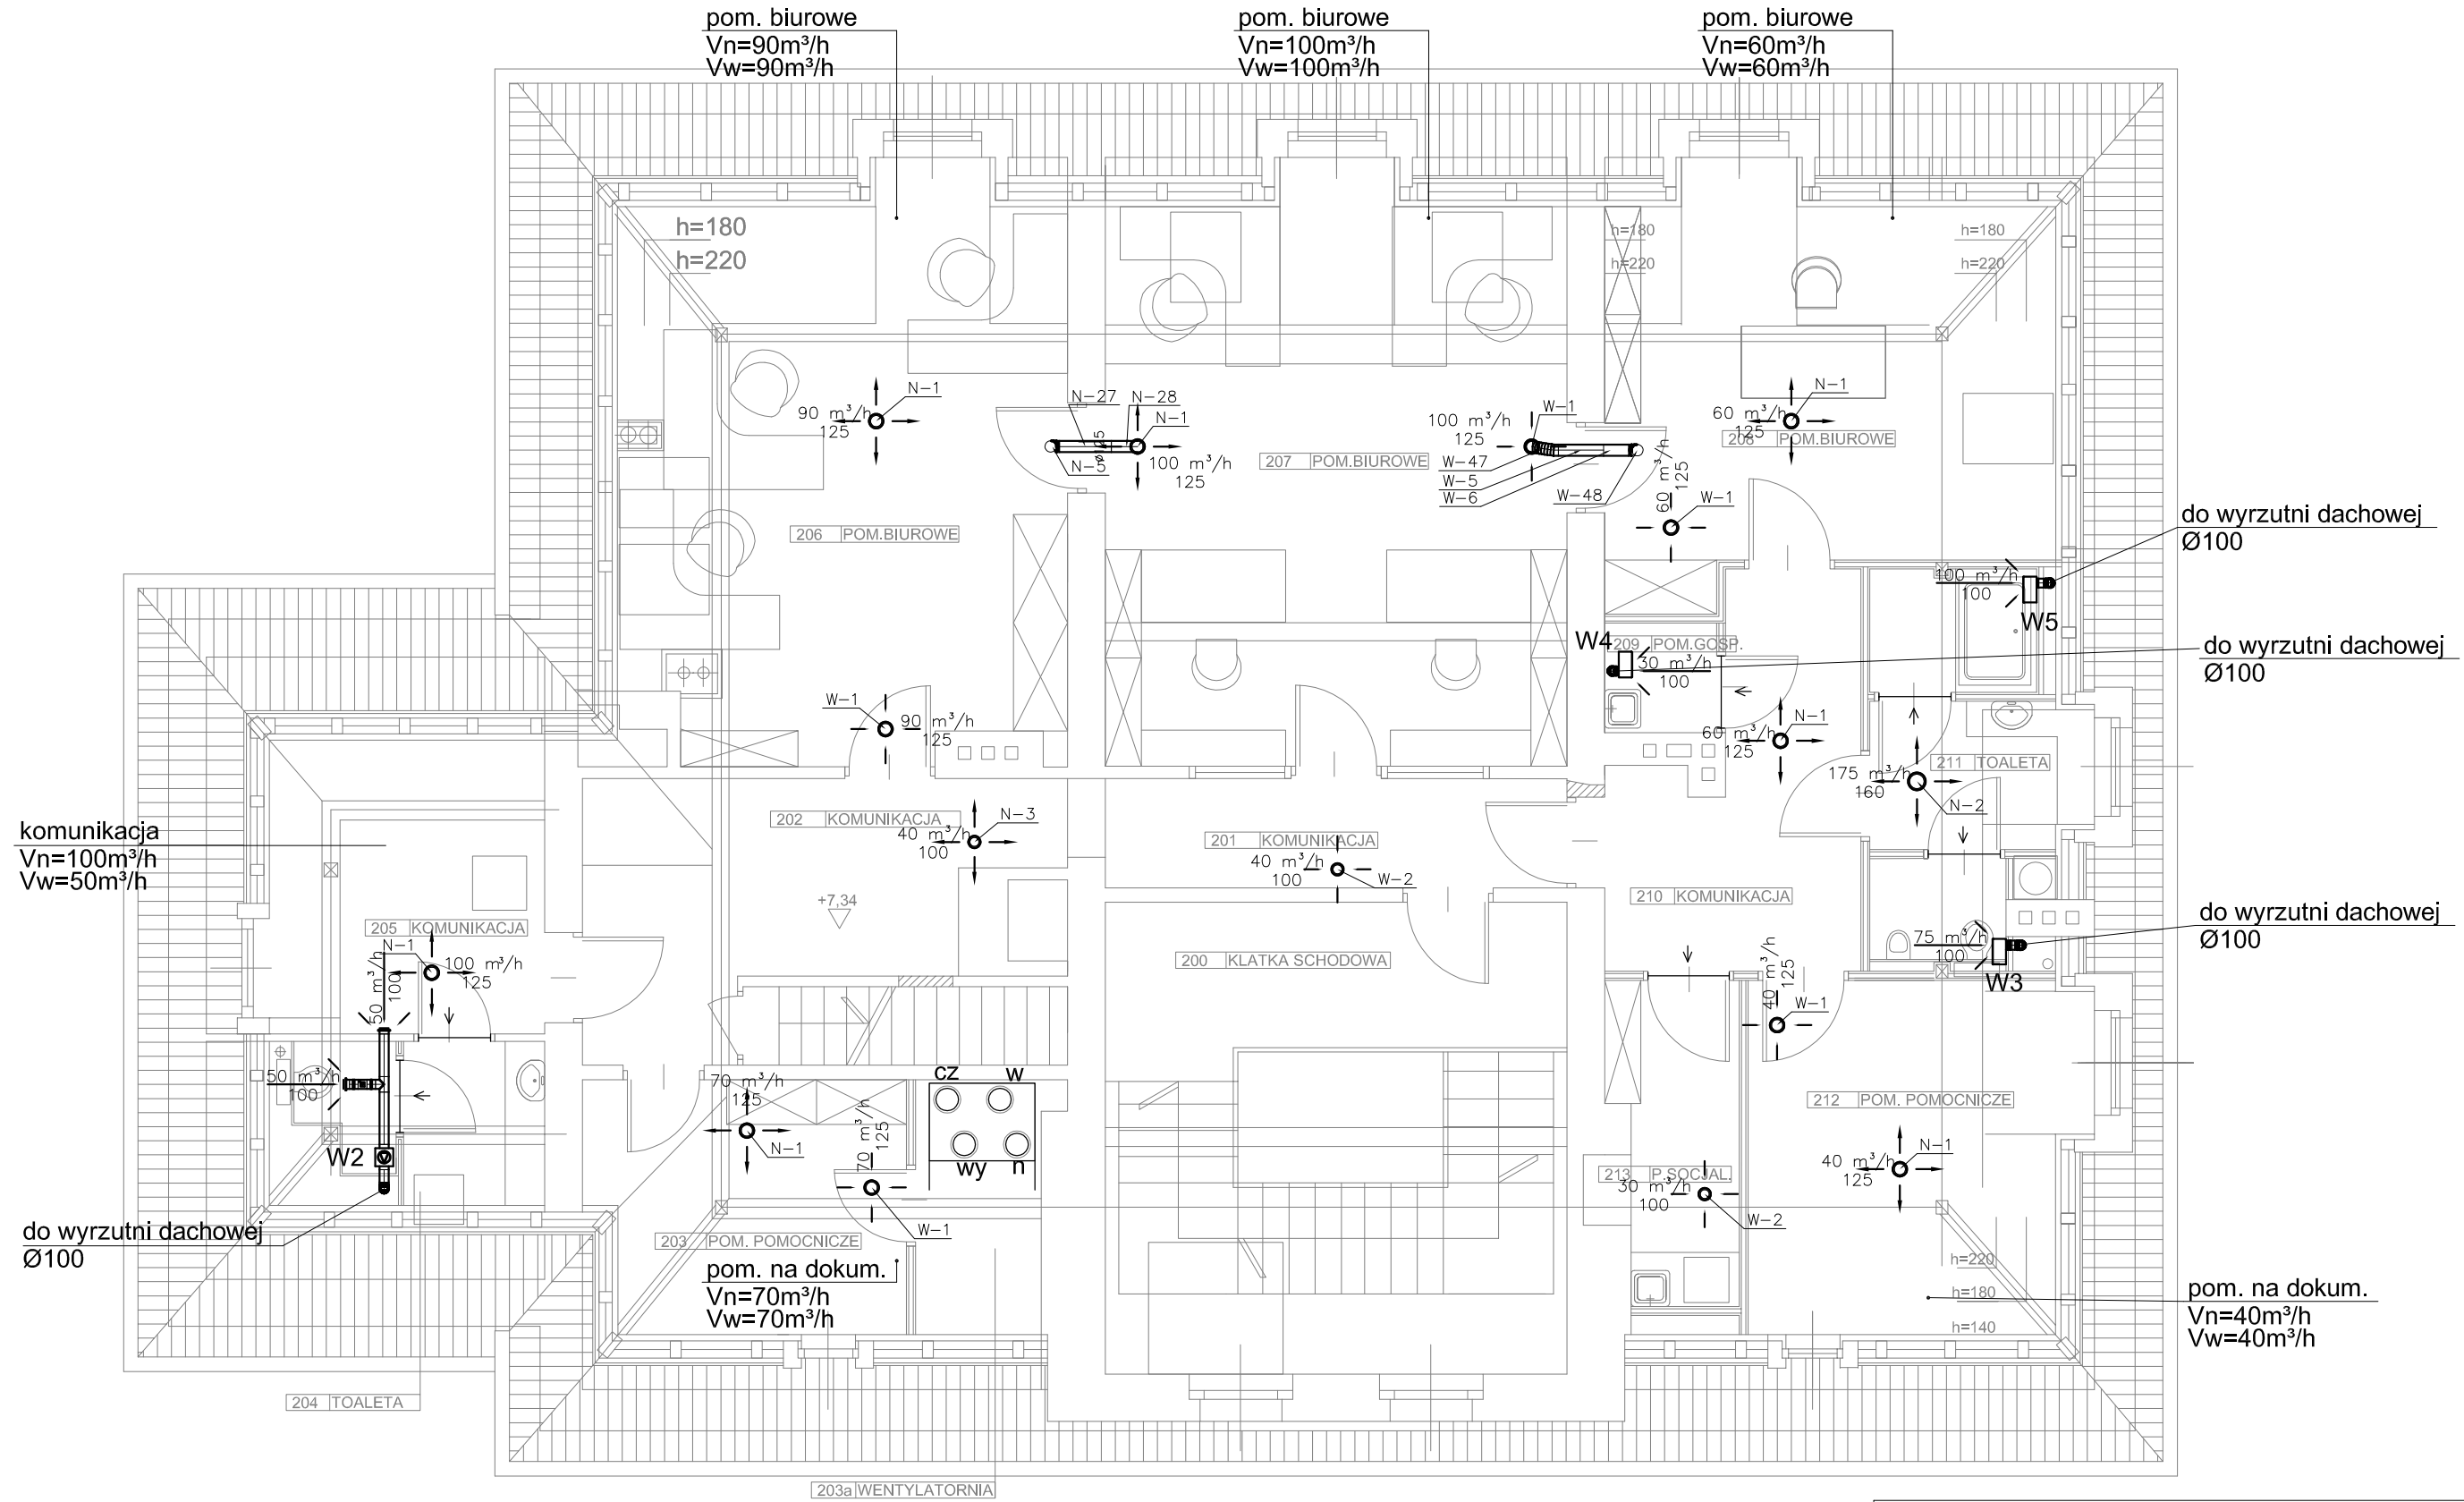 pom. biurowe
Vn=90m³/h
Vw=90m³/h
pom. biurowe
Vn=100m³/h
Vw=100m³/h
pom. biurowe
Vn=60m³/h
Vw=60m³/h
h=180
h=220
h=180
h=220
h=180
h=220
N-1
90 m³/h
125
N-27
N-28
N-1
ø125
N-5
100 m³/h
125
W-1
100 m³/h
125
W-47
W-5
W-6
W-48
207 POM.BIUROWE
N-1
60 m³/h
125
208 POM.BIUROWE
60 m³/h
125
W-1
206 POM.BIUROWE
do wyrzutni dachowej
Ø100
100 m³/h
100
W5
W4
209 POM.GOSP.
30 m³/h
100
do wyrzutni dachowej
Ø100
W-1
90 m³/h
125
N-1
60 m³/h
125
211 TOALETA
175 m³/h
160
N-2
202 KOMUNIKACJA
N-3
40 m³/h
100
201 KOMUNIKACJA
40 m³/h
100
W-2
komunikacja
Vn=100m³/h
Vw=50m³/h
+7,34
210 KOMUNIKACJA
205 KOMUNIKACJA
N-1
100 m³/h
125
50 m³/h
100
200 KLATKA SCHODOWA
do wyrzutni dachowej
Ø100
75 m³/h
100
W3
40 m³/h
125
W-1
50 m³/h
100
W2
70 m³/h
125
N-1
70 m³/h
125
W-1
cz
w
wy
n
212 POM. POMOCNICZE
N-1
40 m³/h
125
213 P.SOCJAL.
30 m³/h
100
W-2
do wyrzutni dachowej
Ø100
203 POM. POMOCNICZE
pom. na dokum.
Vn=70m³/h
Vw=70m³/h
h=220
h=180
h=140
pom. na dokum.
Vn=40m³/h
Vw=40m³/h
204 TOALETA
203a WENTYLATORNIA